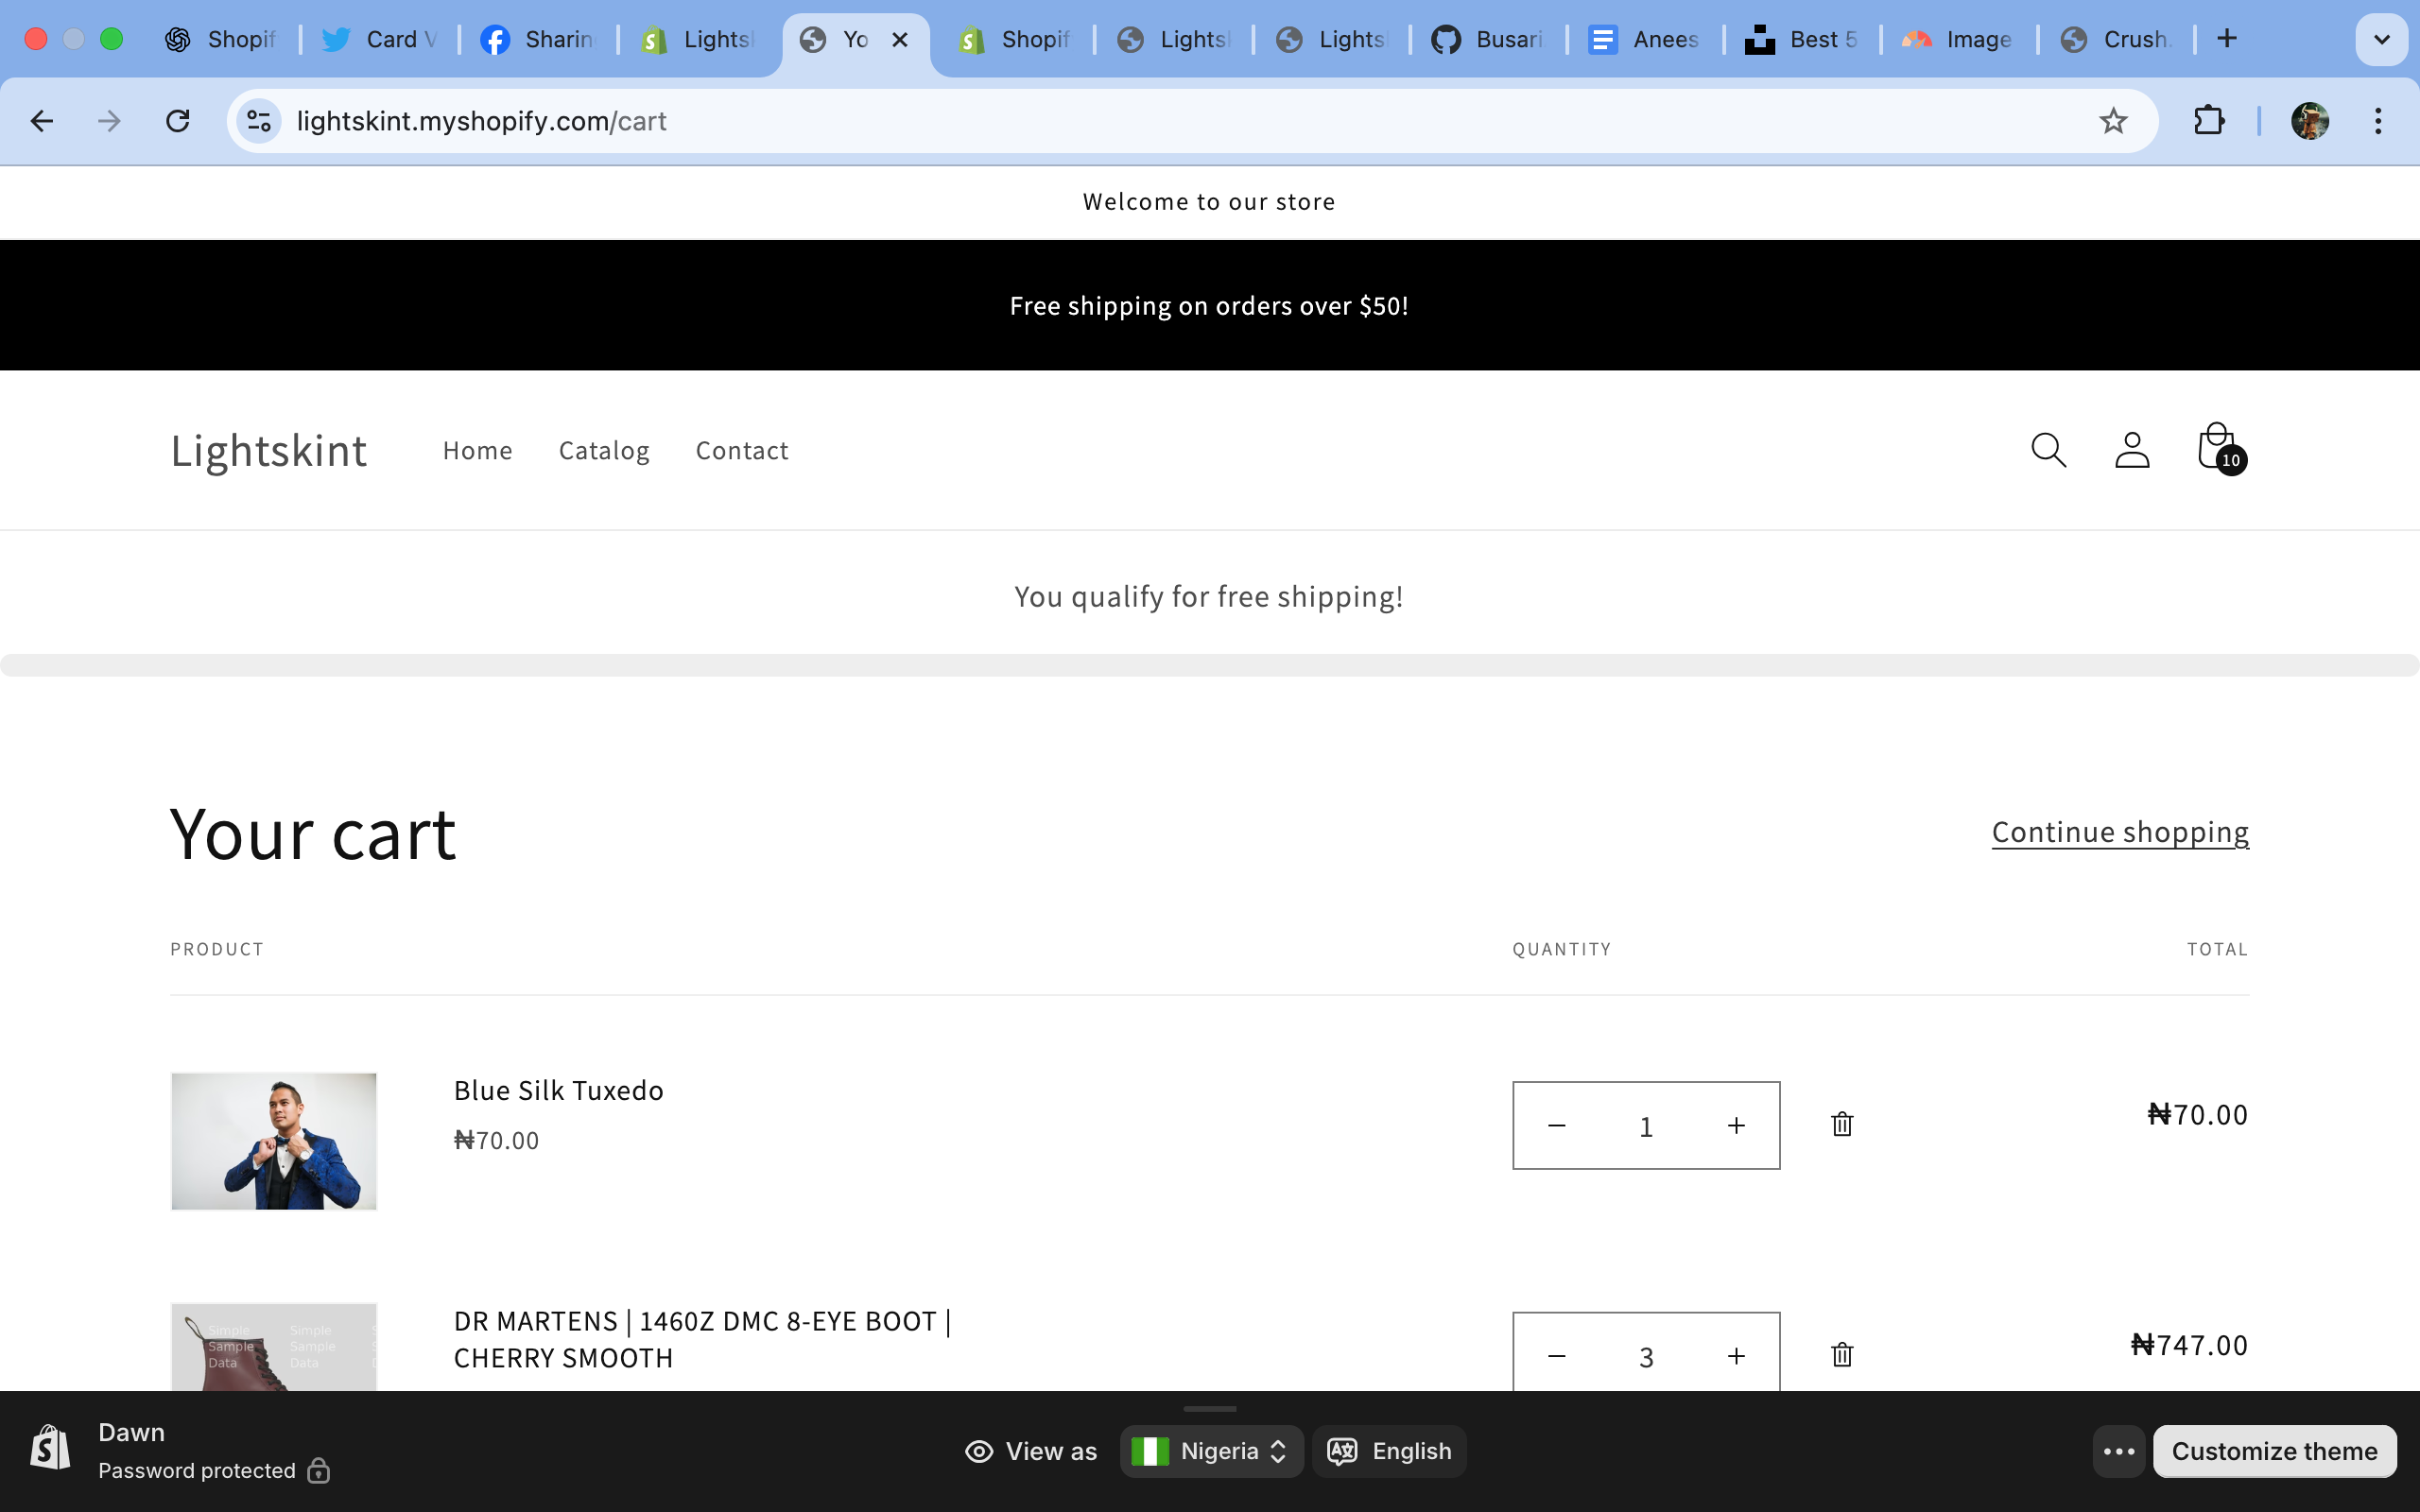 Shopif
Card V
Sharin
Lights
Yo
Shopif
Lights
Lights
Busari
Anees
Best 5
Image
Crush.
lightskint.myshopify.com/cart
Welcome to our store
Free shipping on orders over $50!
Lightskint
Home
Catalog
Contact
10
You qualify for free shipping!
Your cart
Continue shopping
PRODUCT
QUANTITY
TOTAL
Blue Silk Tuxedo
₦70.00
1
₦70.00
Simple Sample Data
Simple Sample Data
DR MARTENS | 1460Z DMC 8-EYE BOOT |
CHERRY SMOOTH
3
₦747.00
Dawn
Password protected
View as
Nigeria
English
Customize theme